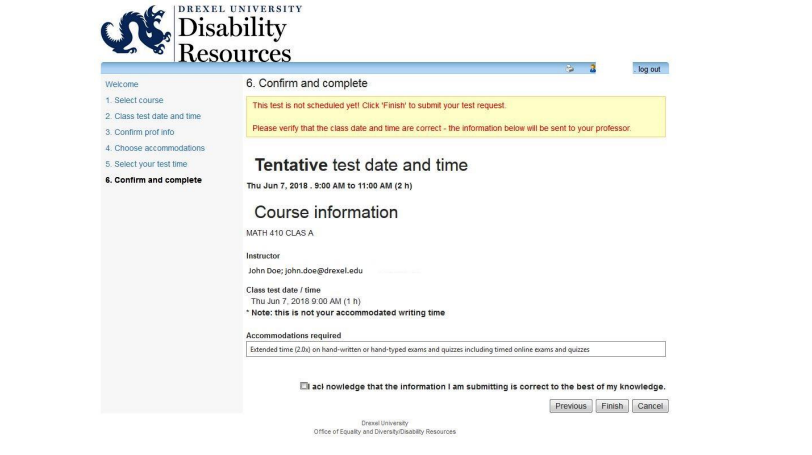 DREXEL UNIVERSITY
Disability
Resources
log out
Welcome
1. Select course
2. Class test date and time
3. Confirm prof info
4. Choose accommodations
5. Select your test time
6. Confirm and complete
6. Confirm and complete
This test is not scheduled yet! Click 'Finish' to submit your test request.
Please verify that the class date and time are correct - the information below will be sent to your professor.
Tentative test date and time
Thu Jun 7, 2018 . 9:00 AM to 11:00 AM (2 h)
Course information
MATH 410 CLAS A
Instructor
John Doe; john.doe@drexel.edu
Class test date / time
Thu Jun 7, 2018 9:00 AM (1 h)
* Note: this is not your accommodated writing time
Accommodations required
Extended time (2.0x) on hand-written or hand-typed exams and quizzes including timed online exams and quizzes
I acknowledge that the information I am submitting is correct to the best of my knowledge.
Previous Finish Cancel
Drexel University
Office of Equality and Diversity/Disability Resources